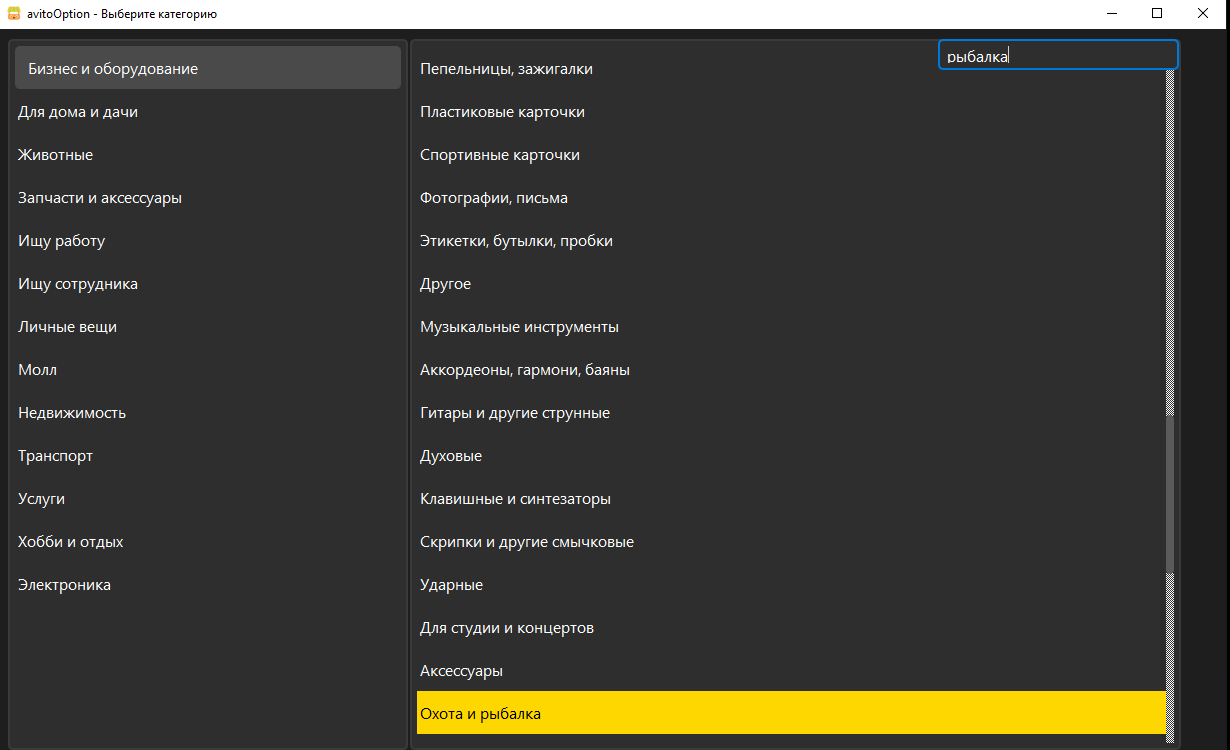 avitoOption - Выберите категорию
рыбалка
Бизнес и оборудование
Для дома и дачи
Животные
Запчасти и аксессуары
Ищу работу
Ищу сотрудника
Личные вещи
Молл
Недвижимость
Транспорт
Услуги
Хобби и отдых
Электроника
Пепельницы, зажигалки
Пластиковые карточки
Спортивные карточки
Фотографии, письма
Этикетки, бутылки, пробки
Другое
Музыкальные инструменты
Аккордеоны, гармони, баяны
Гитары и другие струнные
Духовые
Клавишные и синтезаторы
Скрипки и другие смычковые
Ударные
Для студии и концертов
Аксессуары
Охота и рыбалка